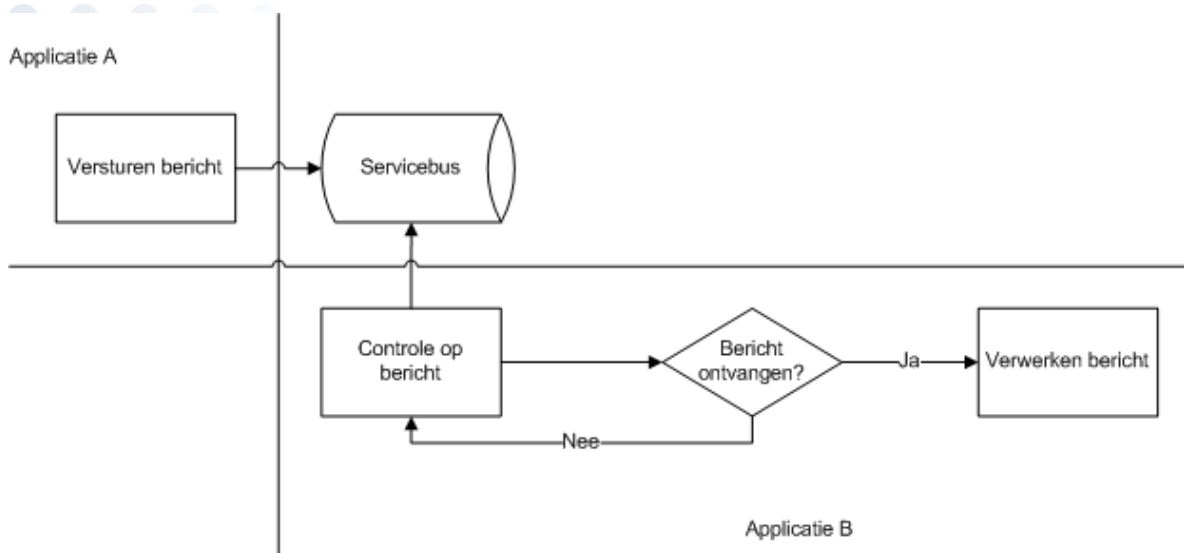 Applicatie A
Versturen bericht
Servicebus
Controle op
bericht
Bericht
ontvangen?
Ja
Verwerken bericht
Nee
Applicatie B